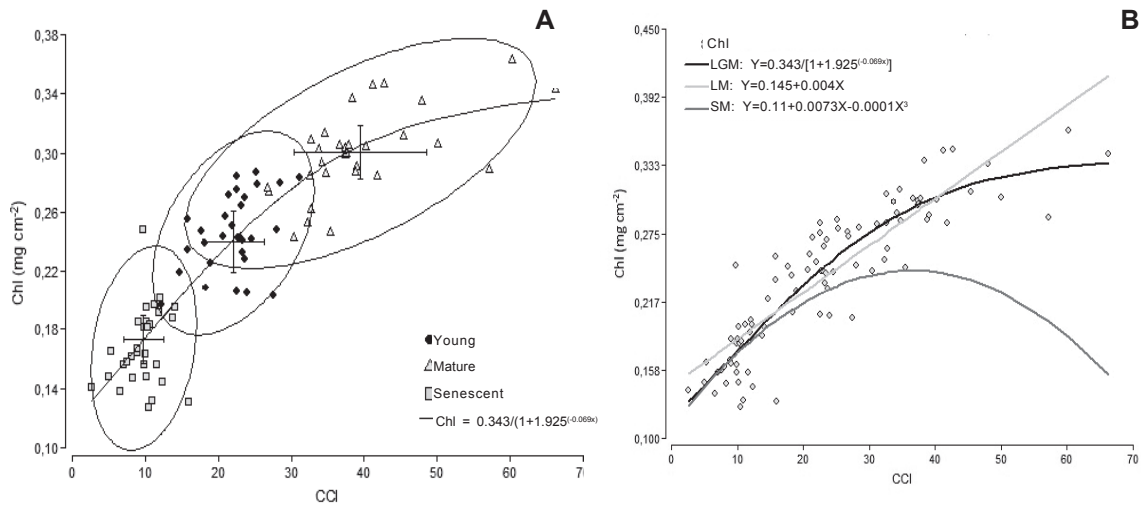 A
0,38
0,34
0,30
0,26
0,22
0,18
0,14
0,10
Chl (mg cm-2)
Young
Mature
Senescent
Chl = 0.343/(1+1.925(-0.069x)
0 10 20 30 40 50 60
CCI
B
0,450
0,392
0,333
0,275
0,217
0,158
0,100
Chl (mg cm-2)
Chl
LGM: Y=0.343/[1+1.925(-0.069x)]
LM: Y=0.145+0.004X
SM: Y=0.11+0.0073X-0.0001X3
0 10 20 30 40 50 60 70
CCI